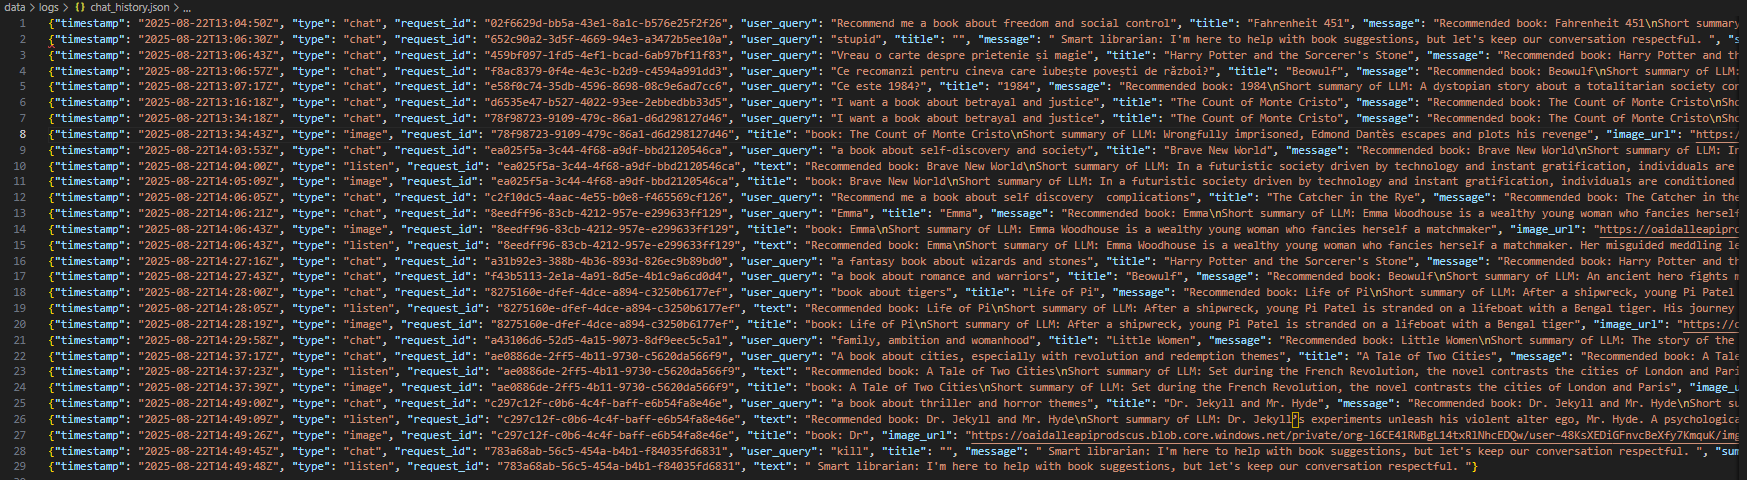 data > logs > {} chat_history.json > ...
1 {"timestamp": "2025-08-22T13:04:50Z", "type": "chat", "request_id": "02f6629d-bb5a-43e1-8a1c-b576e25f2f26", "user_query": "Recommend me a book about freedom and social control", "title": "Fahrenheit 451", "message": "Recommended book: Fahrenheit 451\nShort summary
2 {"timestamp": "2025-08-22T13:06:30Z", "type": "chat", "request_id": "652c90a2-3d5f-4669-94e3-a3472b5ee10a", "user_query": "stupid", "title": "", "message": " Smart librarian: I'm here to help with book suggestions, but let's keep our conversation respectful. ", "s
3 {"timestamp": "2025-08-22T13:06:43Z", "type": "chat", "request_id": "459bf097-1fd5-4ef1-bcad-6ab97bf11f83", "user_query": "Vreau o carte despre prietenie și magie", "title": "Harry Potter and the Sorcerer's Stone", "message": "Recommended book: Harry Potter and th
4 {"timestamp": "2025-08-22T13:06:57Z", "type": "chat", "request_id": "f8ac8379-0f4e-4e3c-b2d9-c4594a991dd3", "user_query": "Ce recomanzi pentru cineva care iubește povești de război?", "title": "Beowulf", "message": "Recommended book: Beowulf\nShort summary of LLM:
5 {"timestamp": "2025-08-22T13:07:17Z", "type": "chat", "request_id": "e58f0c74-35db-4596-8698-08c9e6ad7cc6", "user_query": "Ce este 1984?", "title": "1984", "message": "Recommended book: 1984\nShort summary of LLM: A dystopian story about a totalitarian society con
6 {"timestamp": "2025-08-22T13:16:18Z", "type": "chat", "request_id": "d6535e47-b527-4022-93ee-2ebbedbb33d5", "user_query": "I want a book about betrayal and justice", "title": "The Count of Monte Cristo", "message": "Recommended book: The Count of Monte Cristo\nSho
7 {"timestamp": "2025-08-22T13:34:18Z", "type": "chat", "request_id": "78f98723-9109-479c-86a1-d6d298127d46", "user_query": "I want a book about betrayal and justice", "title": "The Count of Monte Cristo", "message": "Recommended book: The Count of Monte Cristo\nSho
8 {"timestamp": "2025-08-22T13:34:43Z", "type": "image", "request_id": "78f98723-9109-479c-86a1-d6d298127d46", "title": "book: The Count of Monte Cristo\nShort summary of LLM: Wrongfully imprisoned, Edmond Dantès escapes and plots his revenge", "image_url": "https:/
9 {"timestamp": "2025-08-22T14:03:53Z", "type": "chat", "request_id": "ea025f5a-3c44-4f68-a9df-bbd2120546ca", "user_query": "a book about self-discovery and society", "title": "Brave New World", "message": "Recommended book: Brave New World\nShort summary of LLM: In
10 {"timestamp": "2025-08-22T14:04:00Z", "type": "listen", "request_id": "ea025f5a-3c44-4f68-a9df-bbd2120546ca", "text": "Recommended book: Brave New World\nShort summary of LLM: In a futuristic society driven by technology and instant gratification, individuals are
11 {"timestamp": "2025-08-22T14:05:09Z", "type": "image", "request_id": "ea025f5a-3c44-4f68-a9df-bbd2120546ca", "title": "book: Brave New World\nShort summary of LLM: In a futuristic society driven by technology and instant gratification, individuals are conditioned
12 {"timestamp": "2025-08-22T14:06:05Z", "type": "chat", "request_id": "c2f10dc5-4aac-4e55-b0e8-f465569cf126", "user_query": "Recommend me a book about self discovery  complications", "title": "The Catcher in the Rye", "message": "Recommended book: The Catcher in the
13 {"timestamp": "2025-08-22T14:06:21Z", "type": "chat", "request_id": "8eedff96-83cb-4212-957e-e299633ff129", "user_query": "Emma", "title": "Emma", "message": "Recommended book: Emma\nShort summary of LLM: Emma Woodhouse is a wealthy young woman who fancies herself
14 {"timestamp": "2025-08-22T14:06:43Z", "type": "image", "request_id": "8eedff96-83cb-4212-957e-e299633ff129", "title": "book: Emma\nShort summary of LLM: Emma Woodhouse is a wealthy young woman who fancies herself a matchmaker", "image_url": "https://oaidalleapipro
15 {"timestamp": "2025-08-22T14:06:43Z", "type": "listen", "request_id": "8eedff96-83cb-4212-957e-e299633ff129", "text": "Recommended book: Emma\nShort summary of LLM: Emma Woodhouse is a wealthy young woman who fancies herself a matchmaker. Her misguided meddling le
16 {"timestamp": "2025-08-22T14:27:16Z", "type": "chat", "request_id": "a31b92e3-388b-4b36-893d-826ec9b89bd0", "user_query": "a fantasy book about wizards and stones", "title": "Harry Potter and the Sorcerer's Stone", "message": "Recommended book: Harry Potter and th
17 {"timestamp": "2025-08-22T14:27:43Z", "type": "chat", "request_id": "f43b5113-2e1a-4a91-8d5e-4b1c9a6cd0d4", "user_query": "a book about romance and warriors", "title": "Beowulf", "message": "Recommended book: Beowulf\nShort summary of LLM: An ancient hero fights m
18 {"timestamp": "2025-08-22T14:28:00Z", "type": "chat", "request_id": "8275160e-dfef-4dce-a894-c3250b6177ef", "user_query": "book about tigers", "title": "Life of Pi", "message": "Recommended book: Life of Pi\nShort summary of LLM: After a shipwreck, young Pi Patel
19 {"timestamp": "2025-08-22T14:28:05Z", "type": "listen", "request_id": "8275160e-dfef-4dce-a894-c3250b6177ef", "text": "Recommended book: Life of Pi\nShort summary of LLM: After a shipwreck, young Pi Patel is stranded on a lifeboat with a Bengal tiger. His journey
20 {"timestamp": "2025-08-22T14:28:19Z", "type": "image", "request_id": "8275160e-dfef-4dce-a894-c3250b6177ef", "title": "book: Life of Pi\nShort summary of LLM: After a shipwreck, young Pi Patel is stranded on a lifeboat with a Bengal tiger", "image_url": "https://o
21 {"timestamp": "2025-08-22T14:29:58Z", "type": "chat", "request_id": "a43106d6-52d5-4a15-9073-8df9eec5c5a1", "user_query": "family, ambition and womanhood", "title": "Little Women", "message": "Recommended book: Little Women\nShort summary of LLM: The story of the
22 {"timestamp": "2025-08-22T14:37:17Z", "type": "chat", "request_id": "ae0886de-2ff5-4b11-9730-c5620da566f9", "user_query": "A book about cities, especially with revolution and redemption themes", "title": "A Tale of Two Cities", "message": "Recommended book: A Tale
23 {"timestamp": "2025-08-22T14:37:23Z", "type": "listen", "request_id": "ae0886de-2ff5-4b11-9730-c5620da566f9", "text": "Recommended book: A Tale of Two Cities\nShort summary of LLM: Set during the French Revolution, the novel contrasts the cities of London and Pari
24 {"timestamp": "2025-08-22T14:37:39Z", "type": "image", "request_id": "ae0886de-2ff5-4b11-9730-c5620da566f9", "title": "book: A Tale of Two Cities\nShort summary of LLM: Set during the French Revolution, the novel contrasts the cities of London and Paris", "image_u
25 {"timestamp": "2025-08-22T14:49:00Z", "type": "chat", "request_id": "c297c12f-c0b6-4c4f-baff-e6b54fa8e46e", "user_query": "a book about thriller and horror themes", "title": "Dr. Jekyll and Mr. Hyde", "message": "Recommended book: Dr. Jekyll and Mr. Hyde\nShort su
26 {"timestamp": "2025-08-22T14:49:09Z", "type": "listen", "request_id": "c297c12f-c0b6-4c4f-baff-e6b54fa8e46e", "text": "Recommended book: Dr. Jekyll and Mr. Hyde\nShort summary of LLM: Dr. Jekyll’s experiments unleash his violent alter ego, Mr. Hyde. A psychologica
27 {"timestamp": "2025-08-22T14:49:26Z", "type": "image", "request_id": "c297c12f-c0b6-4c4f-baff-e6b54fa8e46e", "title": "book: Dr", "image_url": "https://oaidalleapiprodscus.blob.core.windows.net/private/org-l6CE41RWBgL14txRlNhcEDQw/user-48KsXEDiGFnvcBeXfy7KmquK/img
28 {"timestamp": "2025-08-22T14:49:45Z", "type": "chat", "request_id": "783a68ab-56c5-454a-b4b1-f84035fd6831", "user_query": "kill", "title": "", "message": " Smart librarian: I'm here to help with book suggestions, but let's keep our conversation respectful. ", "sum
29 {"timestamp": "2025-08-22T14:49:48Z", "type": "listen", "request_id": "783a68ab-56c5-454a-b4b1-f84035fd6831", "text": " Smart librarian: I'm here to help with book suggestions, but let's keep our conversation respectful. "}